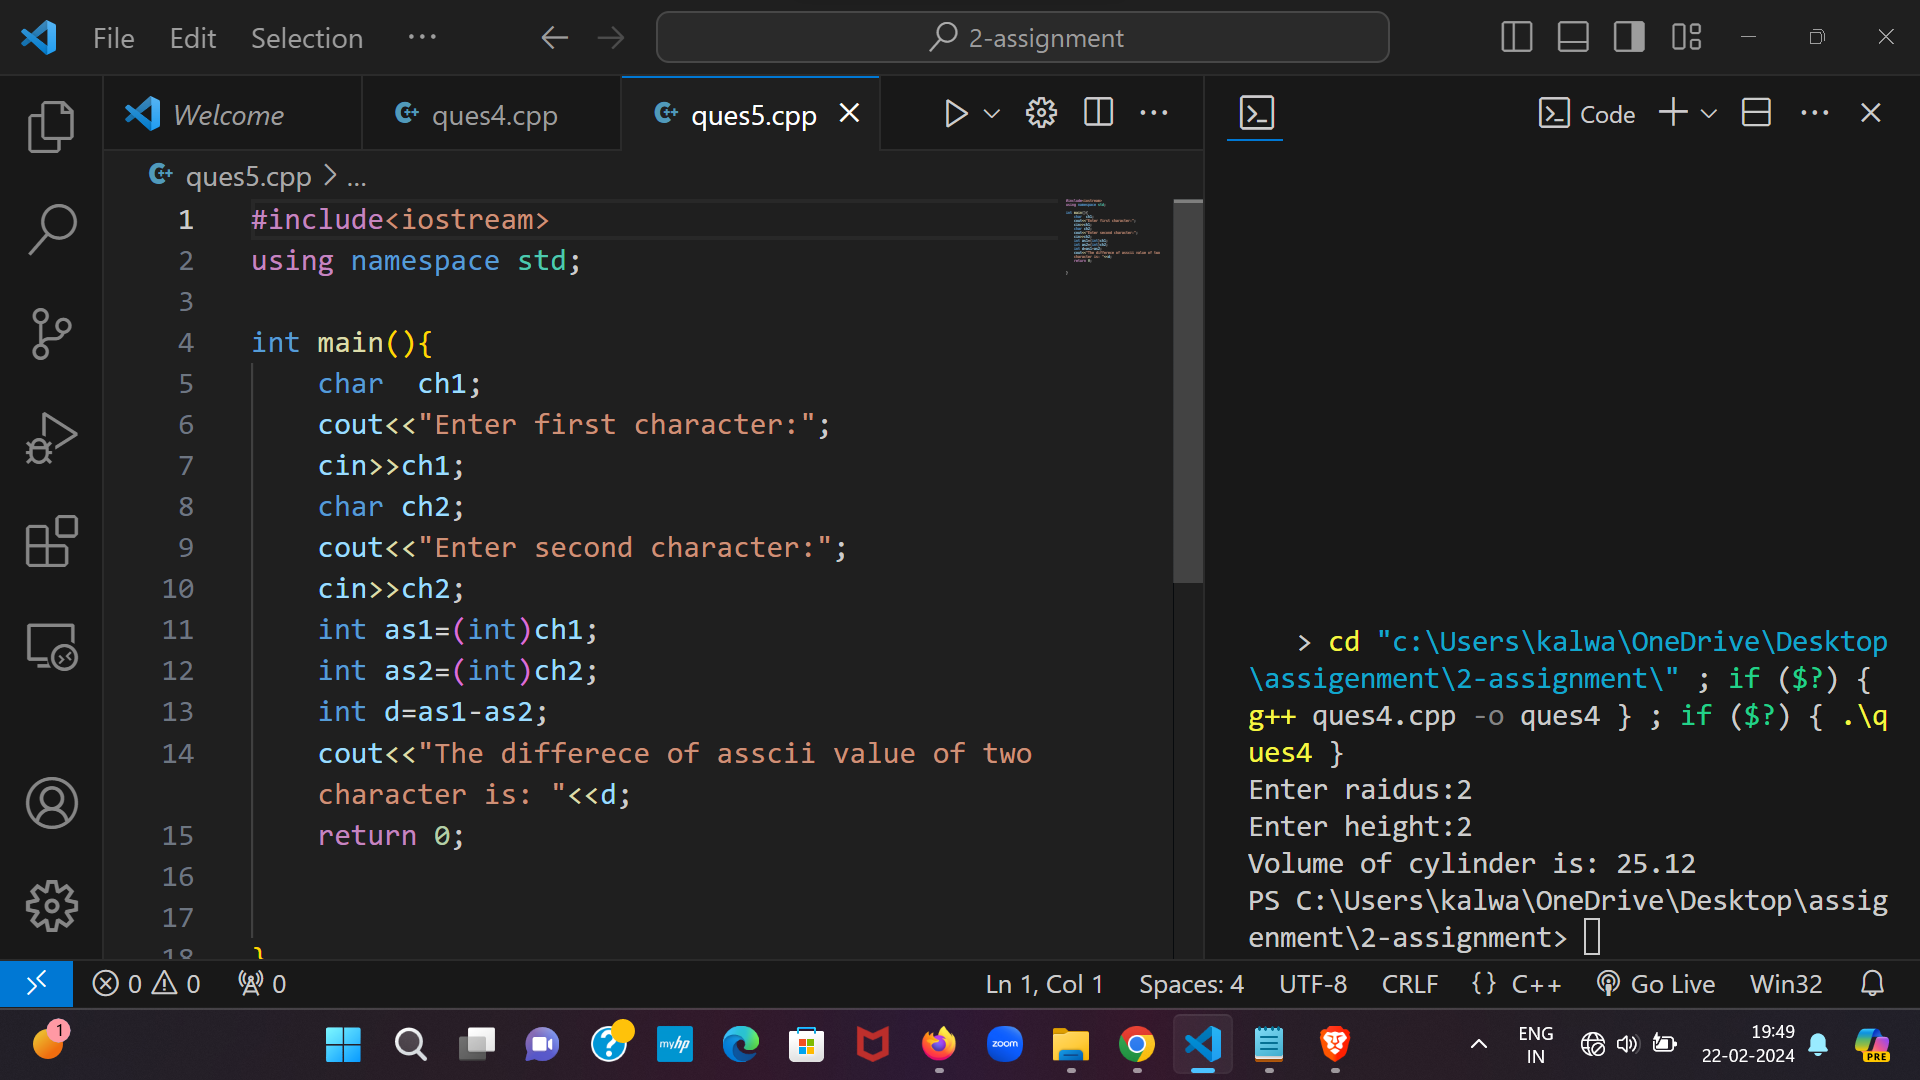 File Edit Selection ··· 2-assignment
Welcome ques4.cpp ques5.cpp Code
ques5.cpp > ...
1 #include<iostream>
2 using namespace std;
3
4 int main(){
5 char  ch1;
6 cout<<"Enter first character:";
7 cin>>ch1;
8 char ch2;
9 cout<<"Enter second character:";
10 cin>>ch2;
11 int as1=(int)ch1;
12 int as2=(int)ch2;
13 int d=as1-as2;
14 cout<<"The differece of asscii value of two
character is: "<<d;
15 return 0;
16
17
18 }
> cd "c:\Users\kalwa\OneDrive\Desktop
\assigenment\2-assignment\" ; if ($?) {
g++ ques4.cpp -o ques4 } ; if ($?) { .\q
ues4 }
Enter raidus:2
Enter height:2
Volume of cylinder is: 25.12
PS C:\Users\kalwa\OneDrive\Desktop\assig
enment\2-assignment>
0 0 0 Ln 1, Col 1 Spaces: 4 UTF-8 CRLF {} C++ Go Live Win32
1 myhp zoom ENG 19:49
IN 22-02-2024 PRE